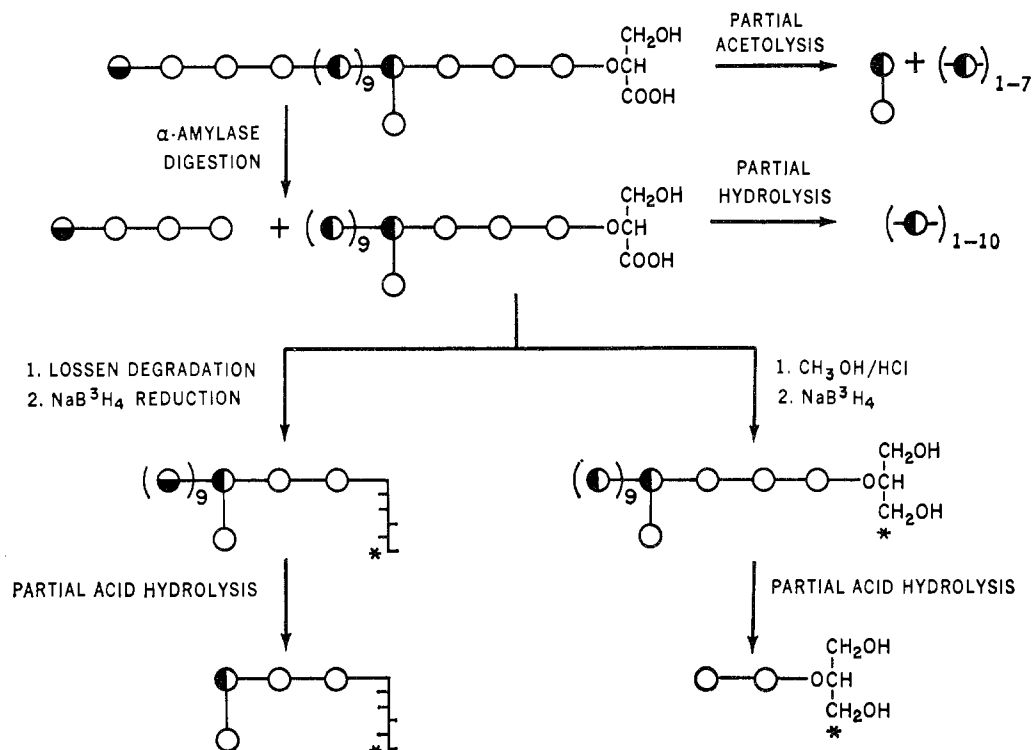 PARTIAL
ACETOLYSIS
CH₂OH
( )₉ OCH + ( )₁₋₇
COOH
α-AMYLASE
DIGESTION
PARTIAL
HYDROLYSIS
CH₂OH
+ ( )₉ OCH ( )₁₋₁₀
COOH
1. LOSSEN DEGRADATION
2. NaB³H₄ REDUCTION
1. CH₃OH/HCl
2. NaB³H₄
CH₂OH
( )₉ ( )₉ OCH
CH₂OH
* *
PARTIAL ACID HYDROLYSIS
PARTIAL ACID HYDROLYSIS
CH₂OH
OCH
CH₂OH
* *